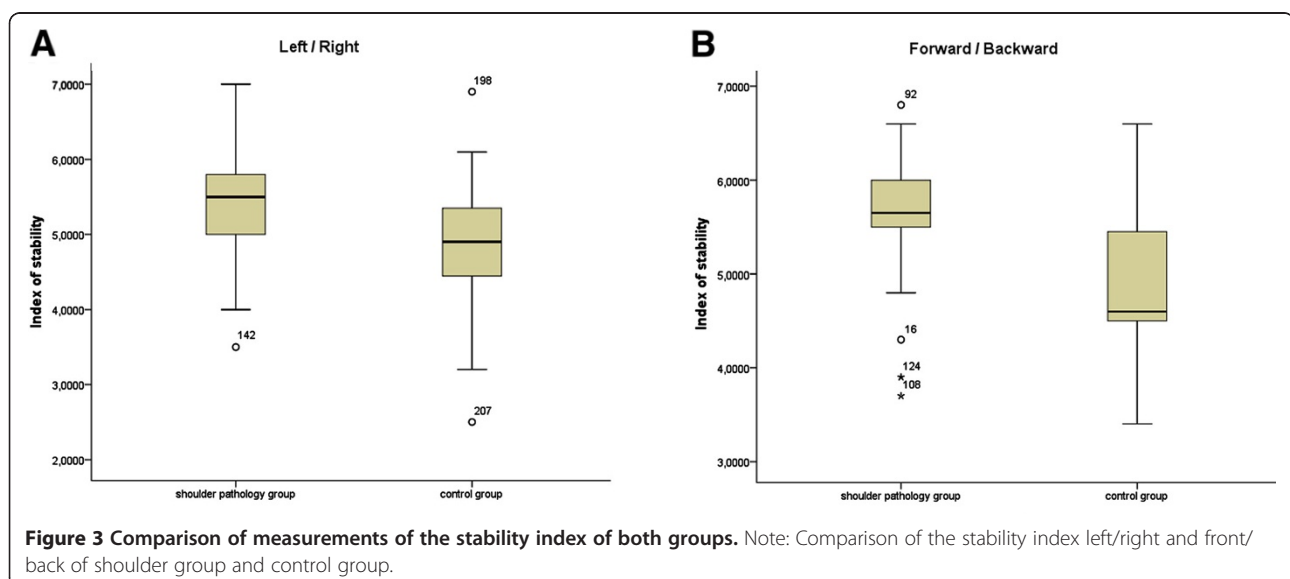 A
Left / Right
Index of stability
7,0000
6,0000
5,0000
4,0000
3,0000
2,0000
198
142
207
shoulder pathology group
control group
B
Forward / Backward
Index of stability
7,0000
6,0000
5,0000
4,0000
3,0000
92
16
124
108
shoulder pathology group
control group
Figure 3 Comparison of measurements of the stability index of both groups. Note: Comparison of the stability index left/right and front/
back of shoulder group and control group.